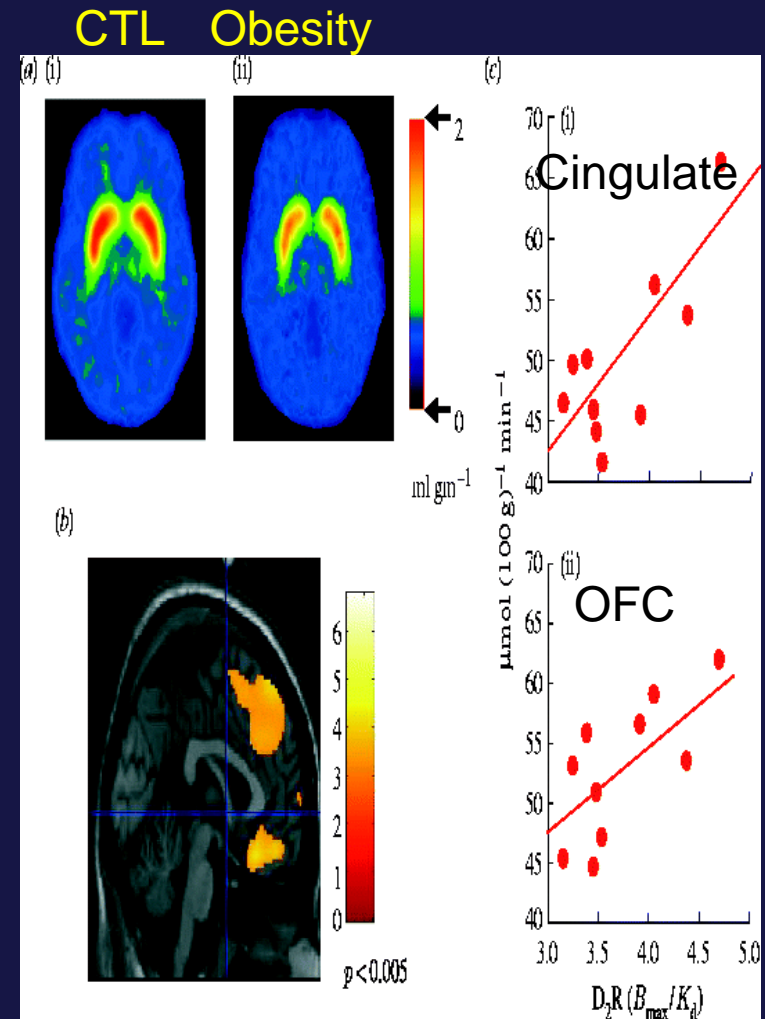 CTL Obesity
(a) (i)
(ii)
2
0
ml gm⁻¹
(b)
6
5
4
3
2
1
0
p<0.005
(c)
(i)
Cingulate
70
65
60
55
50
45
40
µmol (100 g)⁻¹ min⁻¹
(ii)
OFC
70
65
60
55
50
45
40
3.0 3.5 4.0 4.5 5.0
D₂R (Bmax/Kd)